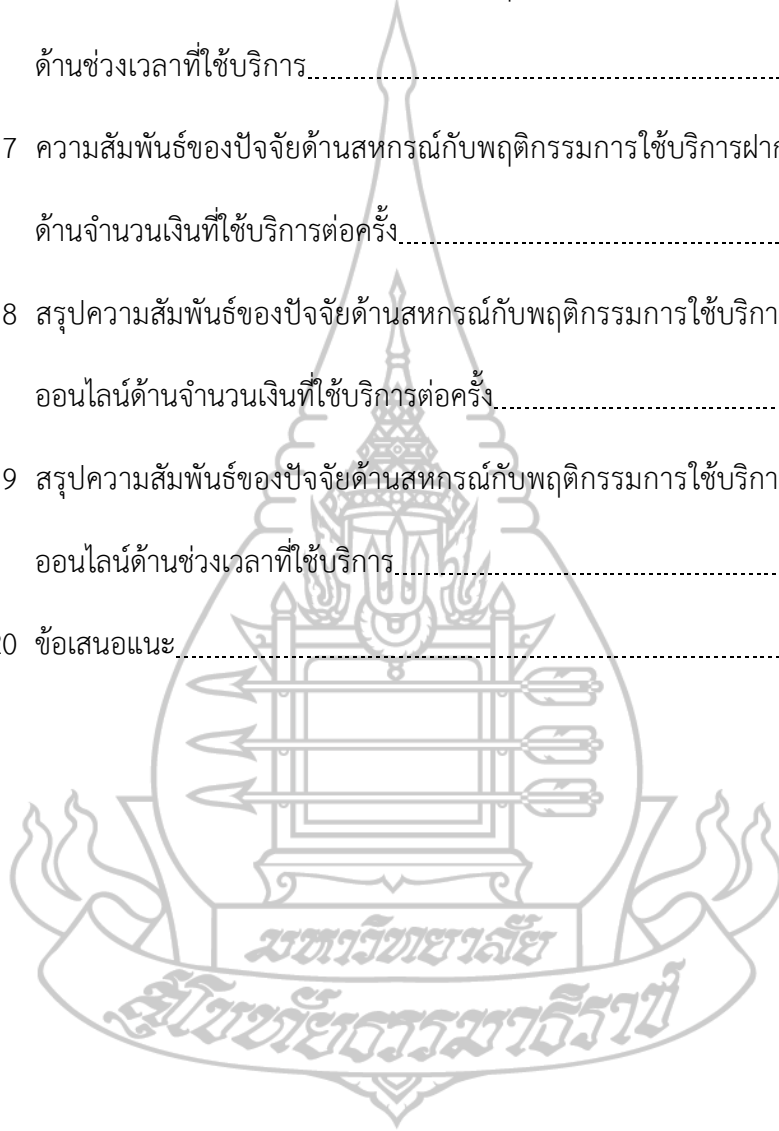 ด้านช่วงเวลาที่ใช้บริการ
7 ความสัมพันธ์ของปัจจัยด้านสหกรณ์กับพฤติกรรมการใช้บริการฝาก
ด้านจำนวนเงินที่ใช้บริการต่อครั้ง
8 สรุปความสัมพันธ์ของปัจจัยด้านสหกรณ์กับพฤติกรรมการใช้บริกา
ออนไลน์ด้านจำนวนเงินที่ใช้บริการต่อครั้ง
9 สรุปความสัมพันธ์ของปัจจัยด้านสหกรณ์กับพฤติกรรมการใช้บริกา
ออนไลน์ด้านช่วงเวลาที่ใช้บริการ
20 ข้อเสนอแนะ
มหาวิทยาลัย
สุโขทัยธรรมาธิราช